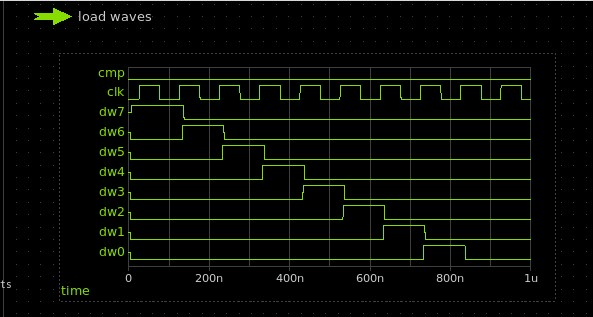 load waves
cmp
clk
dw7
dw6
dw5
dw4
dw3
dw2
dw1
dw0
0 200n 400n 600n 800n 1u
time
ts